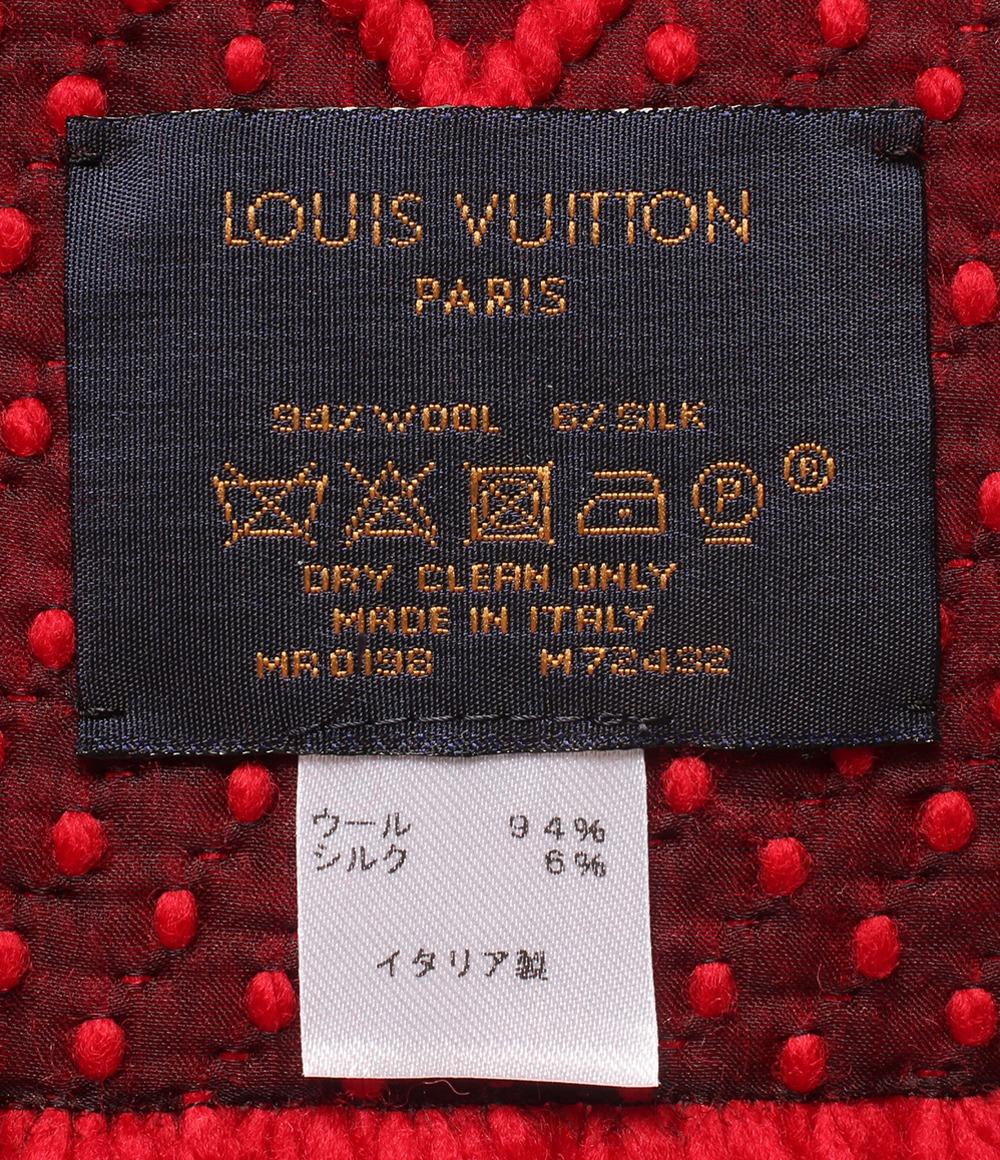 LOUIS VUITTON
PARIS
94% WOOL 6% SILK
P ®
DRY CLEAN ONLY
MADE IN ITALY
MR0198 M72432
ウール 94%
シルク 6%
イタリア製